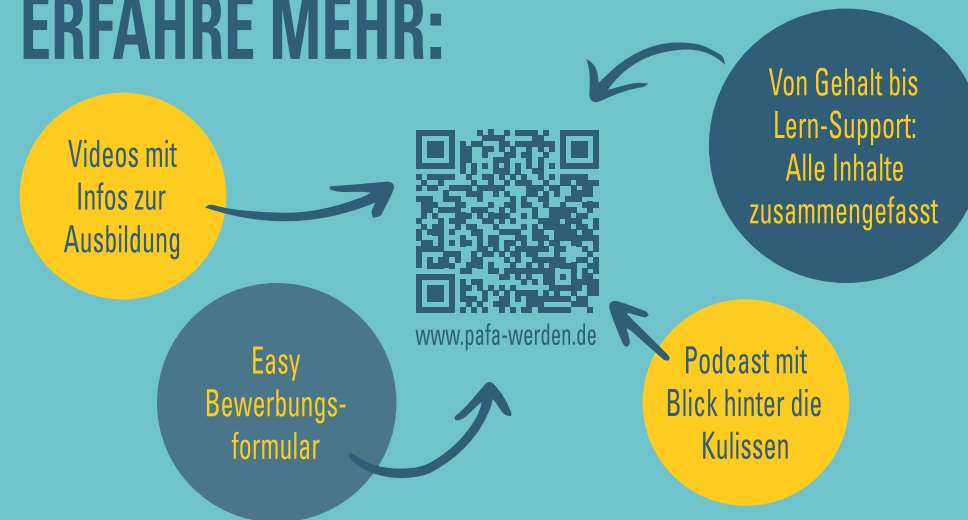 ERFAHRE MEHR:
Videos mit
Infos zur
Ausbildung
Von Gehalt bis
Lern-Support:
Alle Inhalte
zusammengefasst
www.pafa-werden.de
Easy
Bewerbungs-
formular
Podcast mit
Blick hinter die
Kulissen